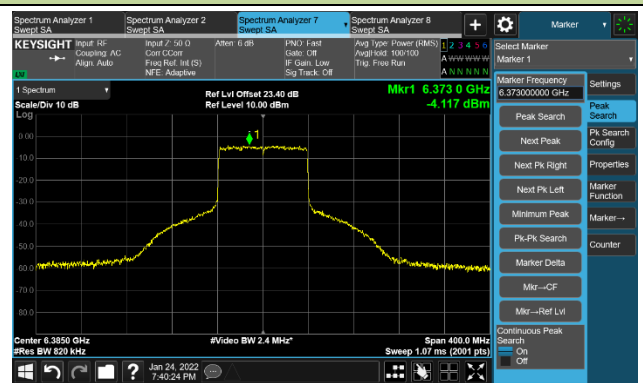 Spectrum Analyzer 1
Swept SA
Spectrum Analyzer 2
Swept SA
Spectrum Analyzer 7
Swept SA
Spectrum Analyzer 8
Swept SA
+
Marker
KEYSIGHT
Input: RF
Coupling: AC
Align: Auto
Input Z: 50 Ω
Corr CCorr
Freq Ref: Int (S)
NFE: Adaptive
Atten: 6 dB
PNO: Fast
Gate: Off
IF Gain: Low
Sig Track: Off
Avg Type: Power (RMS)
Avg|Hold: 100/100
Trig: Free Run
1 2 3 4 5 6
A W W W W W
A N N N N N
LXI
Select Marker
Marker 1
1 Spectrum
Scale/Div 10 dB
Log
Ref Lvl Offset 23.40 dB
Ref Level 10.00 dBm
Mkr1 6.373 0 GHz
-4.117 dBm
1
0.00
-10.0
-20.0
-30.0
-40.0
-50.0
-60.0
-70.0
-80.0
Center 6.3850 GHz
#Res BW 820 kHz
#Video BW 2.4 MHz*
Span 400.0 MHz
Sweep 1.07 ms (2001 pts)
Marker Frequency
6.373000000 GHz
Peak Search
Next Peak
Next Pk Right
Next Pk Left
Minimum Peak
Pk-Pk Search
Marker Delta
Mkr→CF
Mkr→Ref Lvl
Continuous Peak
Search
On
Off
Settings
Peak
Search
Pk Search
Config
Properties
Marker
Function
Marker→
Counter
?
Jan 24, 2022
7:40:24 PM